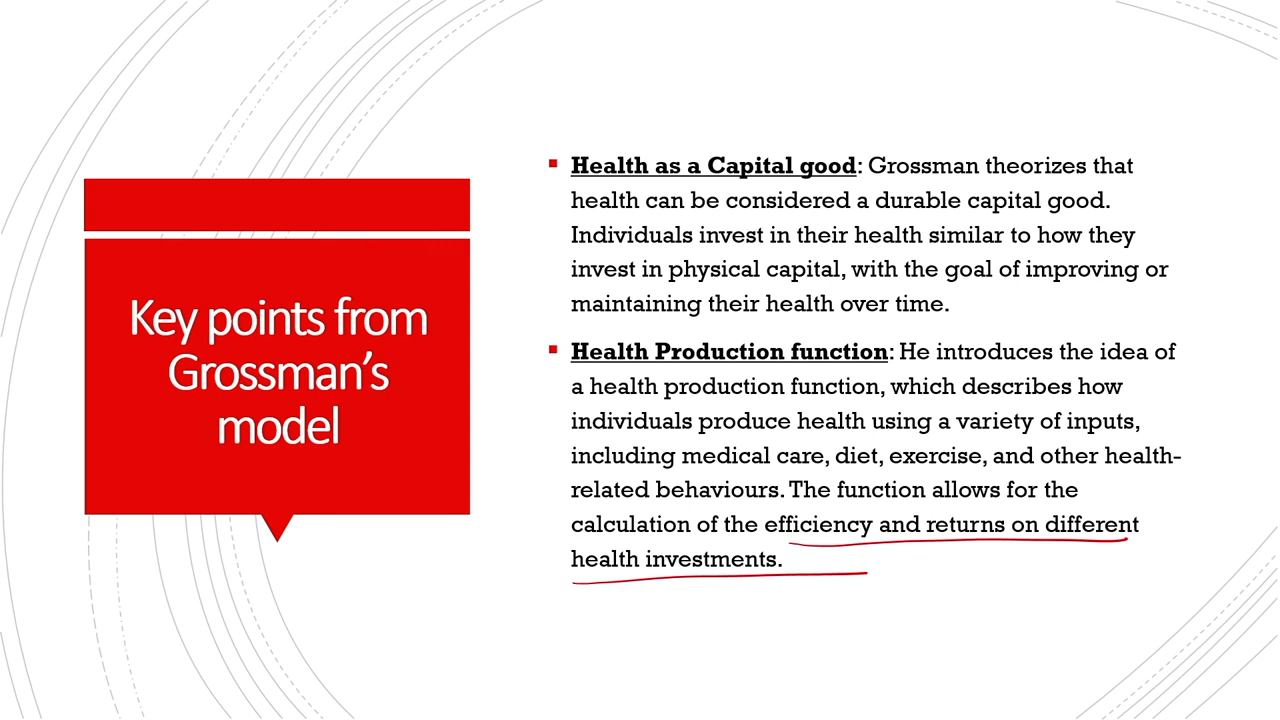 Key points from
Grossman's
model
Health as a Capital good: Grossman theorizes that
health can be considered a durable capital good.
Individuals invest in their health similar to how they
invest in physical capital, with the goal of improving or
maintaining their health over time.
Health Production function: He introduces the idea of
a health production function, which describes how
individuals produce health using a variety of inputs,
including medical care, diet, exercise, and other health-
related behaviours. The function allows for the
calculation of the efficiency and returns on different
health investments.